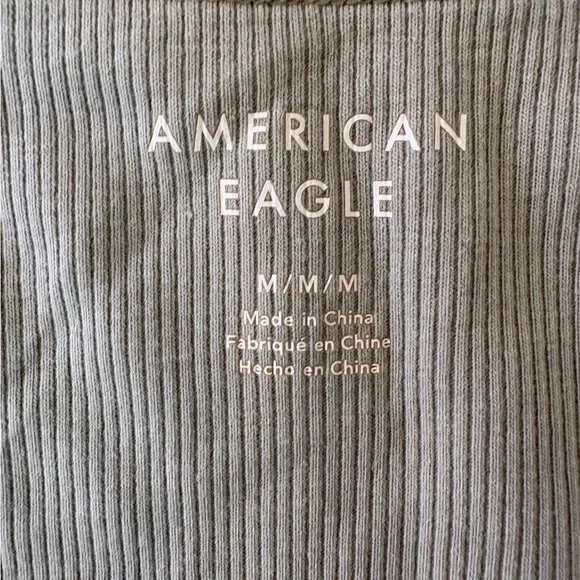 AMERICAN
EAGLE
M/M/M
Made in China
Fabriqué en Chine
Hecho en China